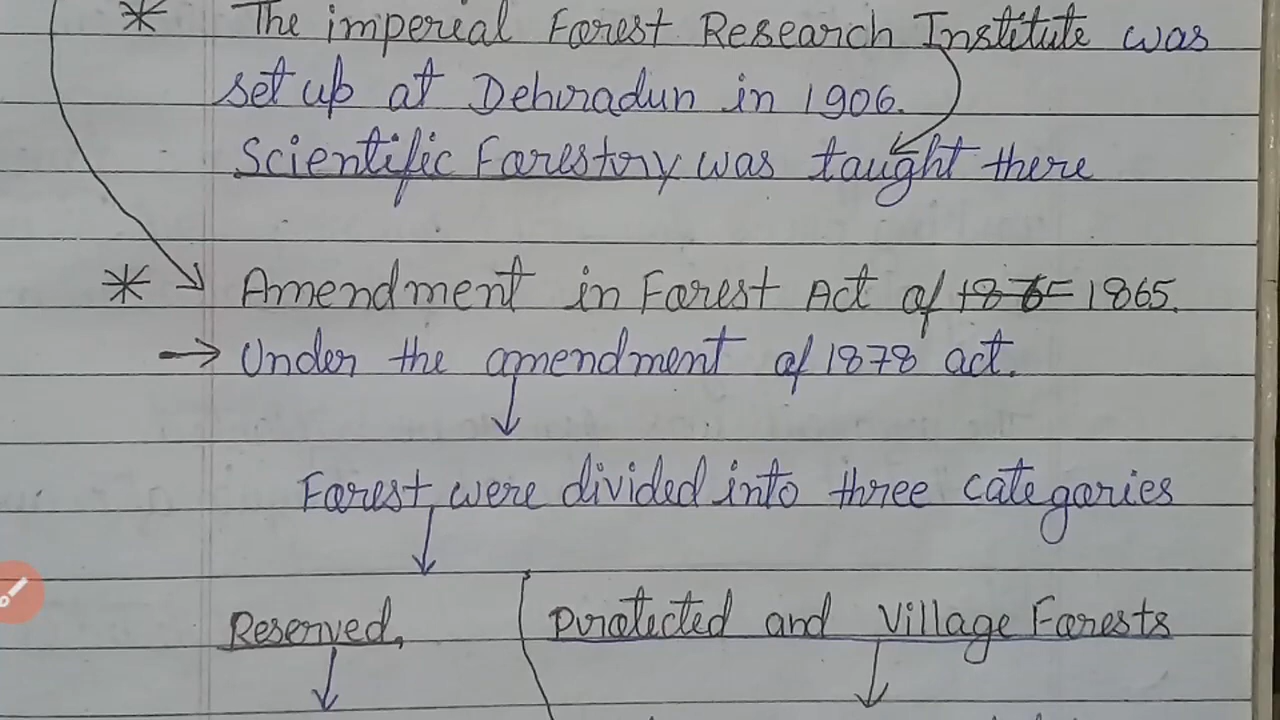 * The imperial Forest Research Institute was
set up at Dehradun in 1906.
Scientific Forestory was taught there
* Amendment in Forest Act of 1865.
→ Under the amendment of 1878 act.
Forest were divided into three categories
Reserved, Protected and Village Forests